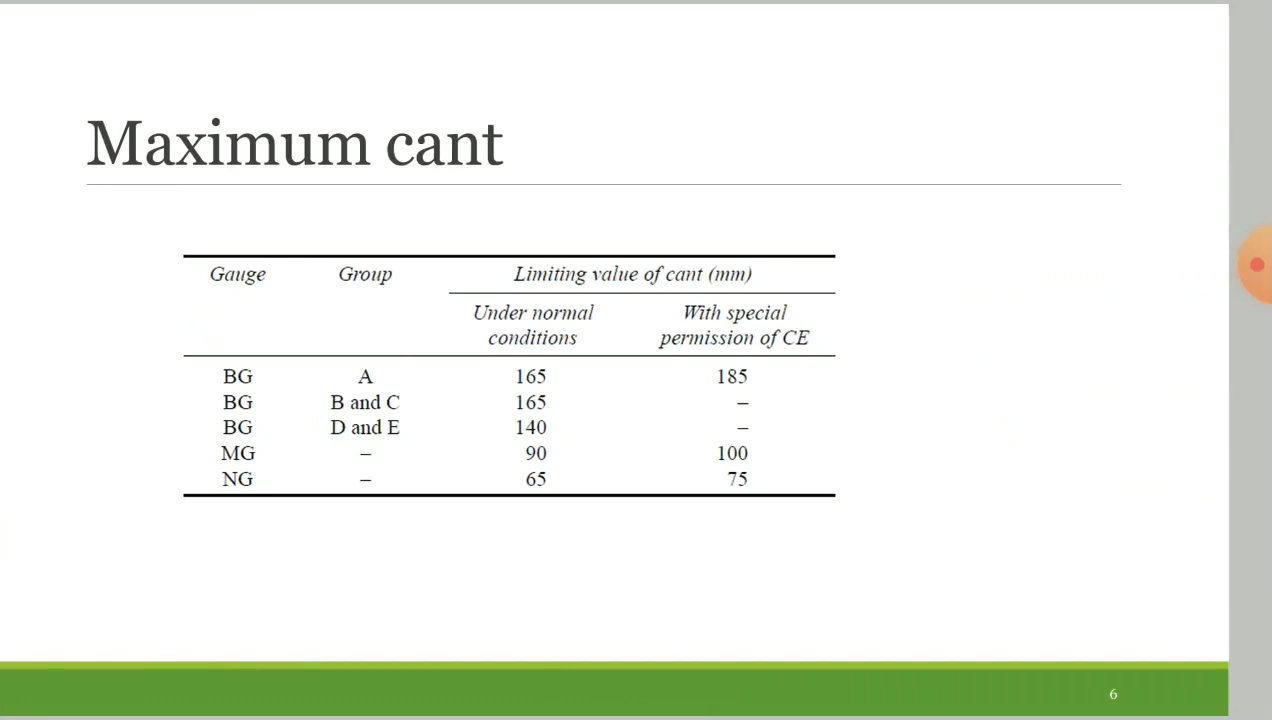 Maximum cant
Gauge Group Limiting value of cant (mm)
Under normal With special
conditions permission of CE
BG A 165 185
BG B and C 165 –
BG D and E 140 –
MG – 90 100
NG – 65 75
6